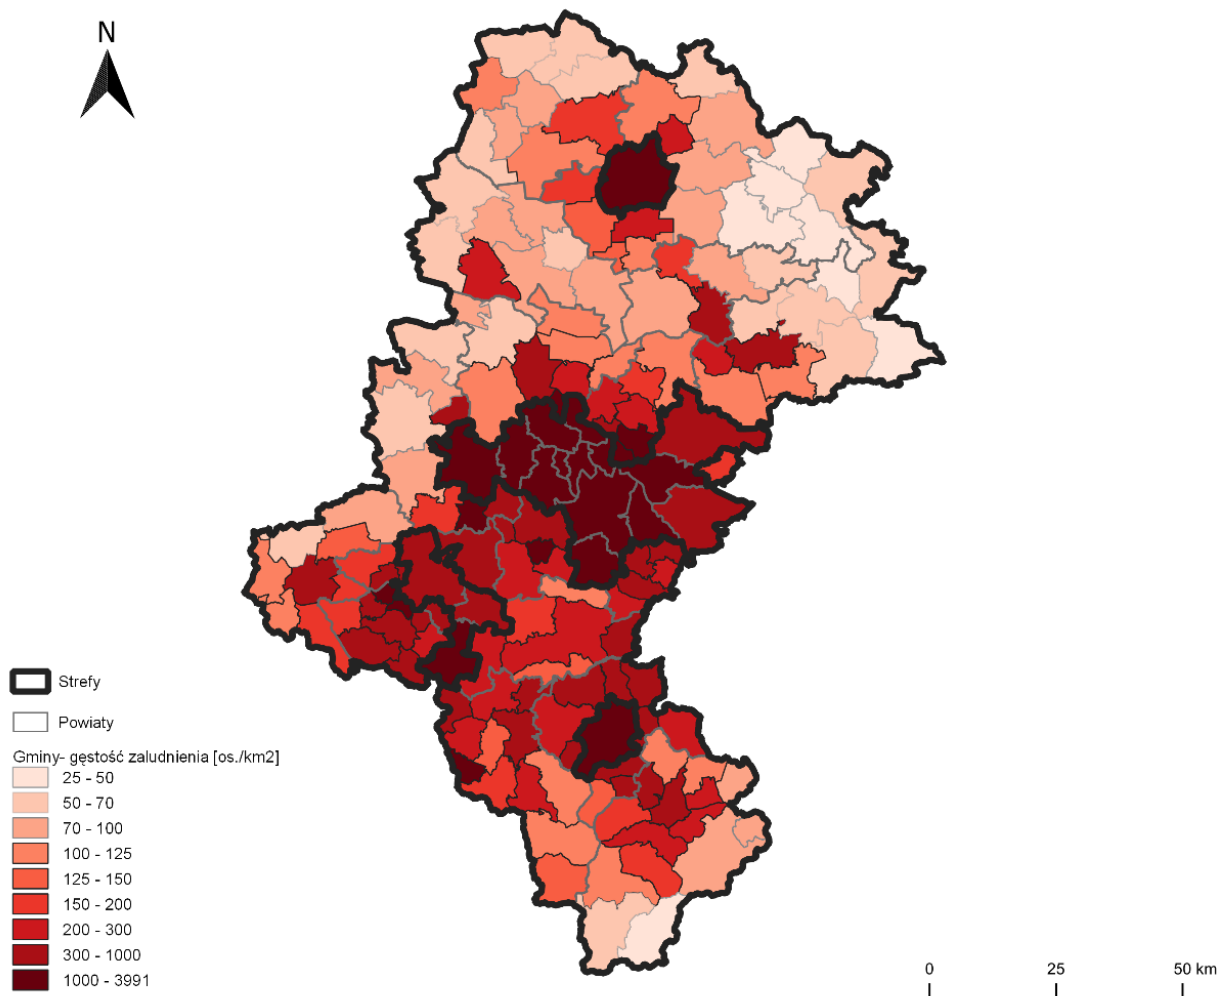 N
Strefy
Powiaty
Gminy- gęstość zaludnienia [os./km2]
25 - 50
50 - 70
70 - 100
100 - 125
125 - 150
150 - 200
200 - 300
300 - 1000
1000 - 3991
0 25 50 km